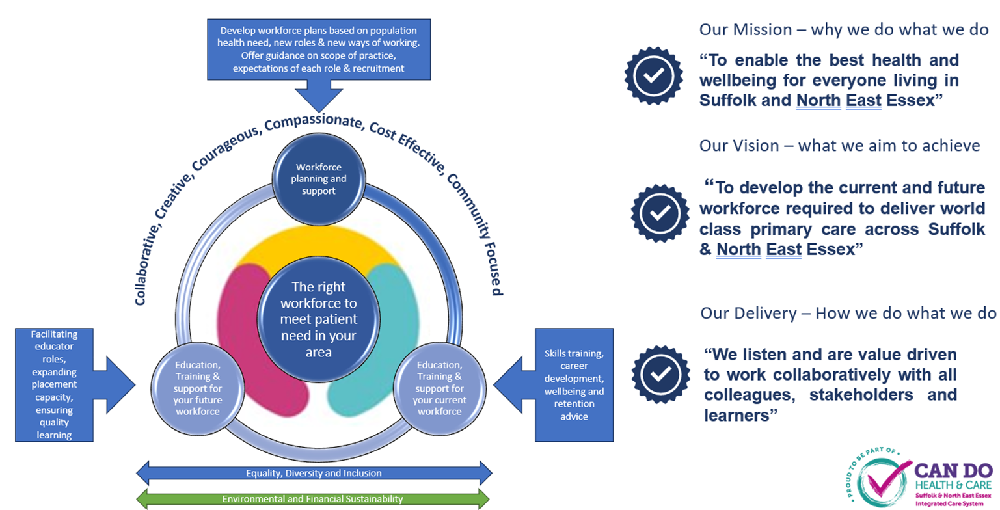 Develop workforce plans based on population
health need, new roles & new ways of working.
Offer guidance on scope of practice,
expectations of each role & recruitment
Collaborative, Creative, Courageous, Compassionate, Cost Effective, Community Focused
Workforce
planning and
support
The right
workforce to
meet patient
need in your
area
Facilitating
educator
roles,
expanding
placement
capacity,
ensuring
quality
learning
Education,
Training &
support for
your future
workforce
Education,
Training &
support for
your current
workforce
Skills training,
career
development,
wellbeing and
retention
advice
Equality, Diversity and Inclusion
Environmental and Financial Sustainability
Our Mission – why we do what we do
“To enable the best health and
wellbeing for everyone living in
Suffolk and North East Essex”
Our Vision – what we aim to achieve
“To develop the current and future
workforce required to deliver world
class primary care across Suffolk
& North East Essex”
Our Delivery – How we do what we do
“We listen and are value driven
to work collaboratively with all
colleagues, stakeholders and
learners”
• PROUD TO BE PART OF •
CAN DO
HEALTH & CARE
Suffolk & North East Essex
Integrated Care System